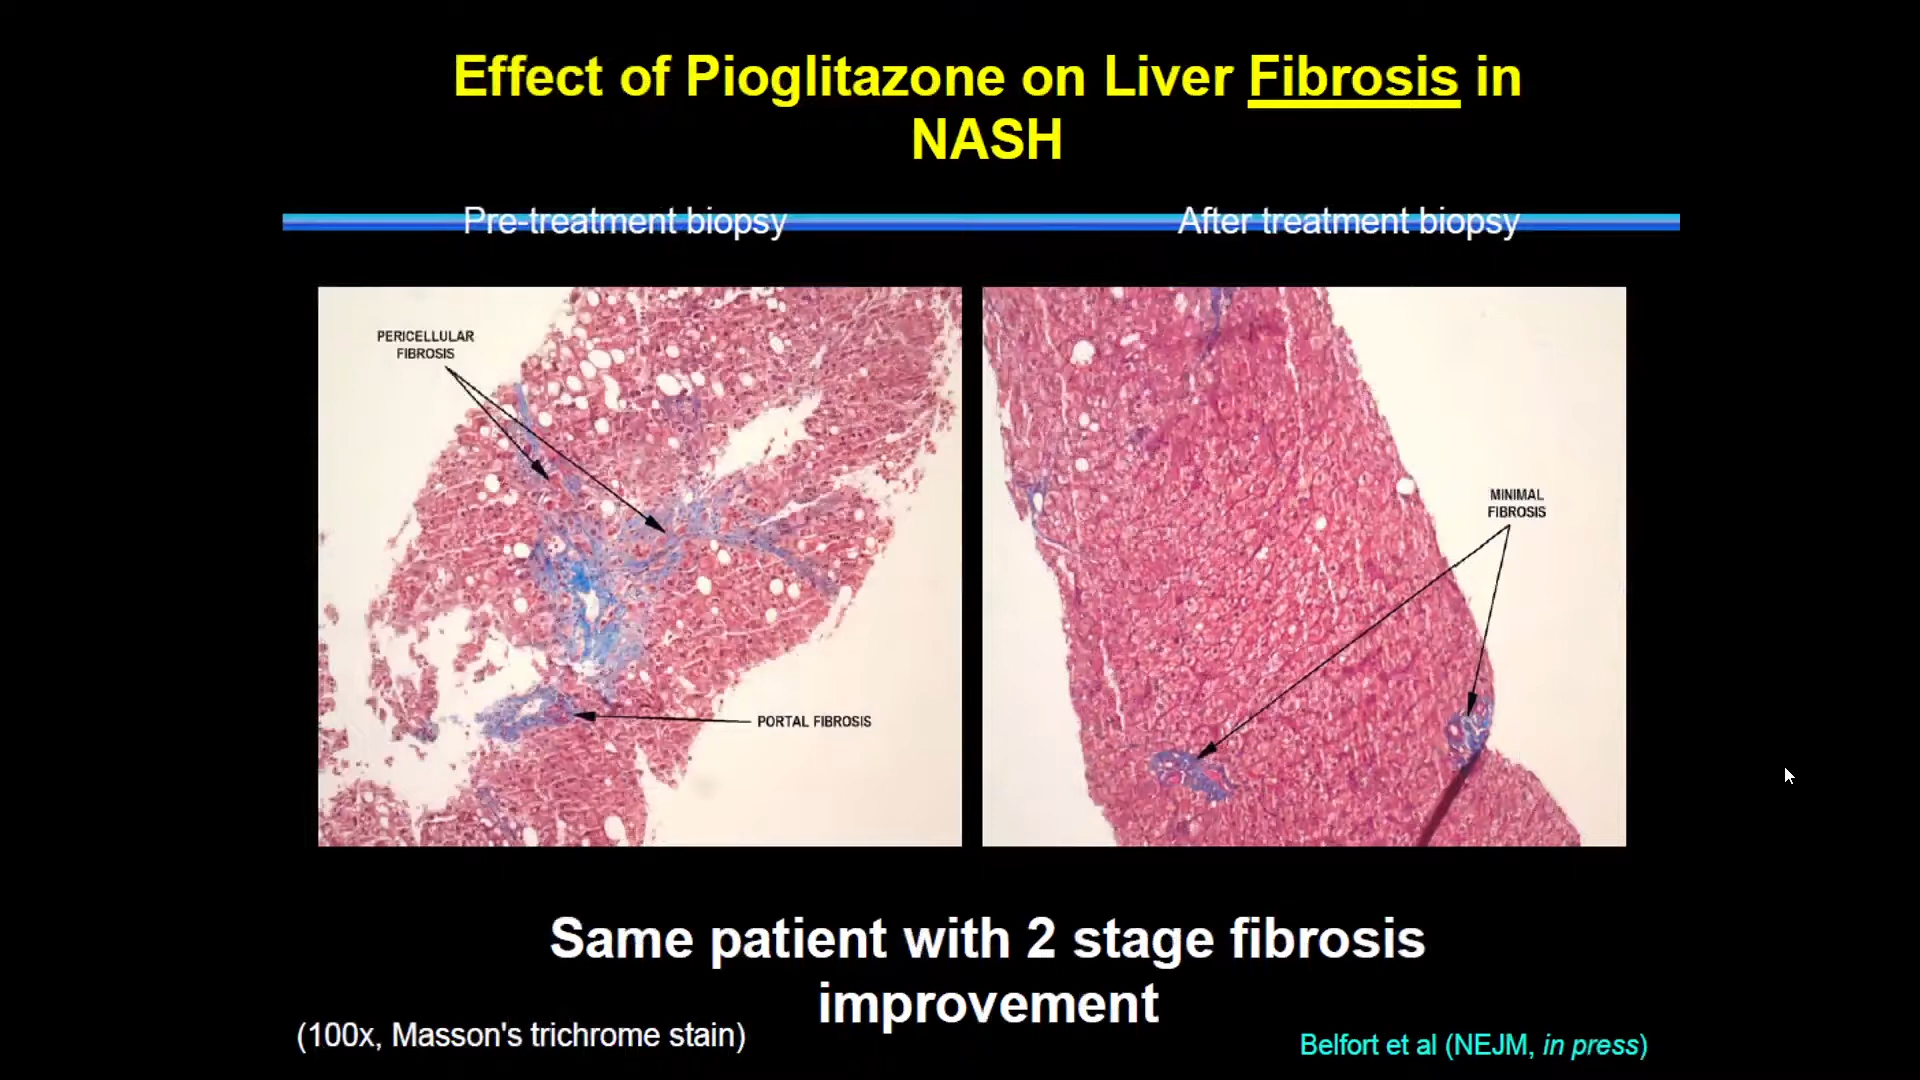 Effect of Pioglitazone on Liver Fibrosis in
NASH
Pre-treatment biopsy
After treatment biopsy
PERICELLULAR
FIBROSIS
PORTAL FIBROSIS
MINIMAL
FIBROSIS
Same patient with 2 stage fibrosis
improvement
(100x, Masson's trichrome stain)
Belfort et al (NEJM, in press)